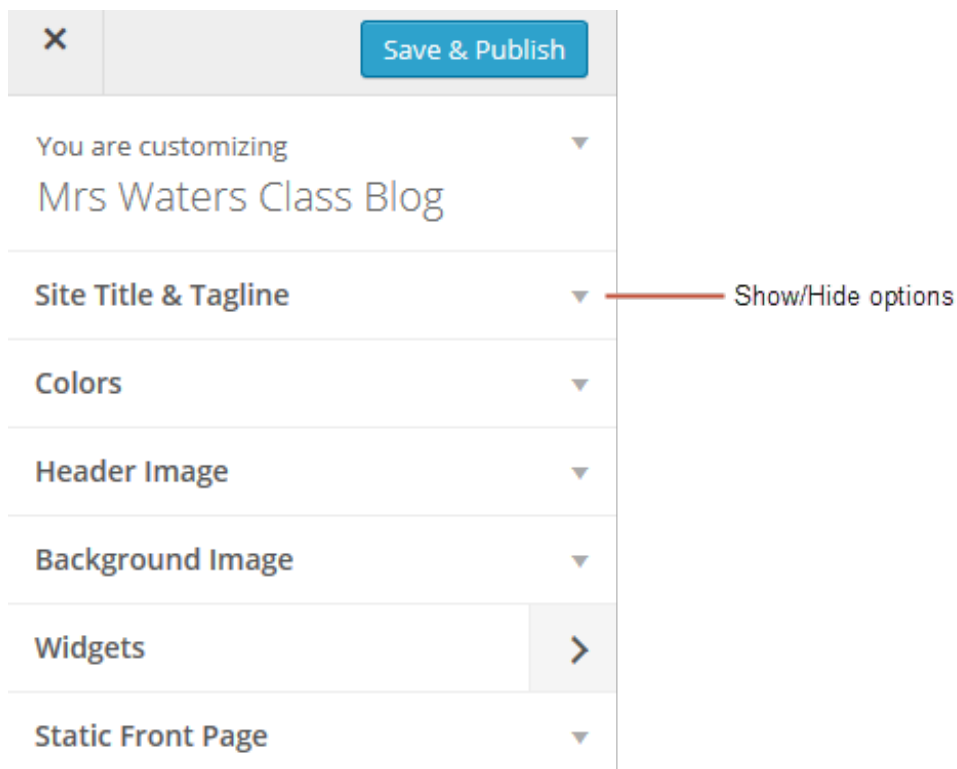 Save & Publish
You are customizing
Mrs Waters Class Blog
Site Title & Tagline
Show/Hide options
Colors
Header Image
Background Image
Widgets
Static Front Page